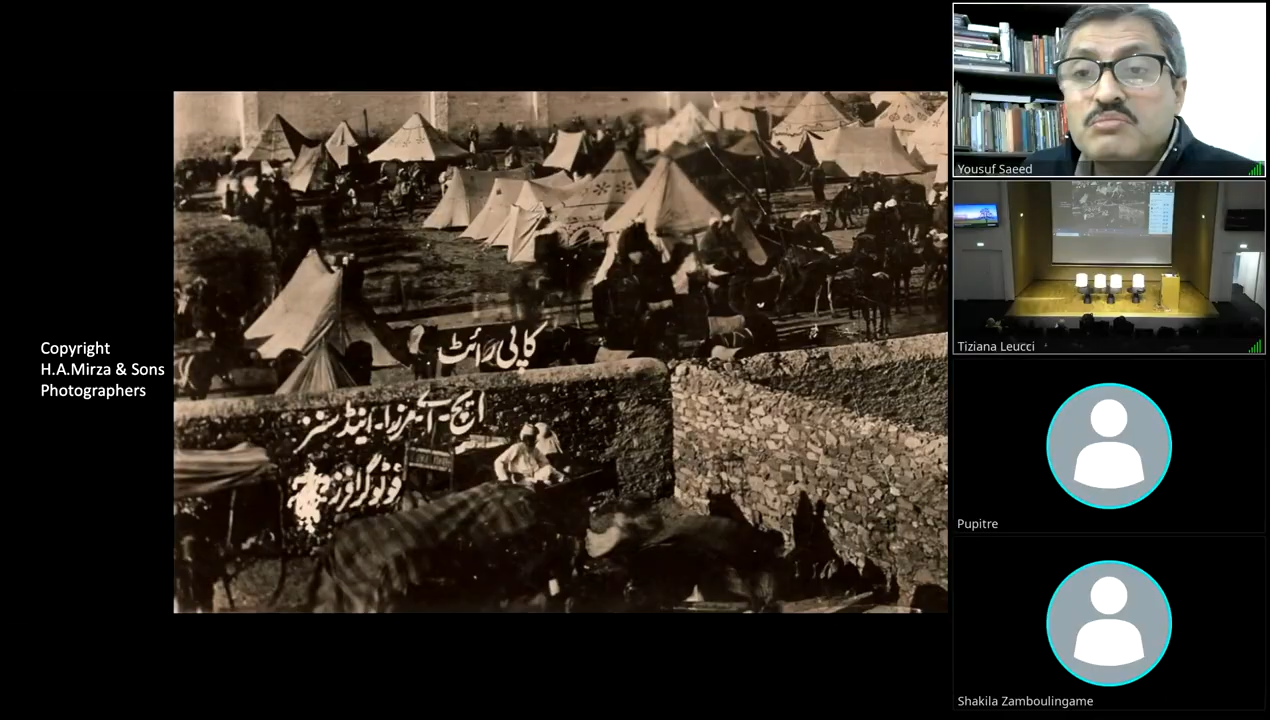 Copyright
H.A.Mirza & Sons
Photographers
کاپی رائٹ
ایچ-اے-مرزا-اینڈ سنز
فوٹوگرافرز
Yousuf Saeed
Tiziana Leucci
Pupitre
Shakila Zamboulingame